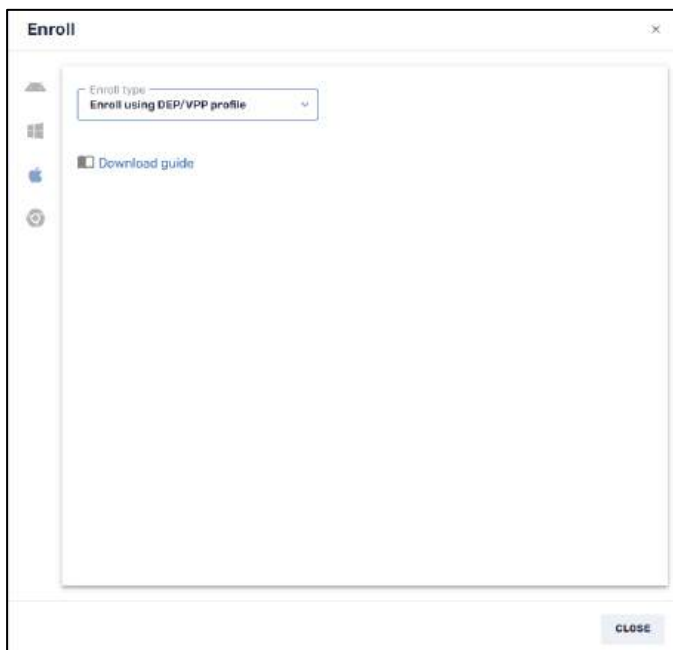 Enroll
Enroll type
Enroll using DEP/VPP profile
Download guide
CLOSE